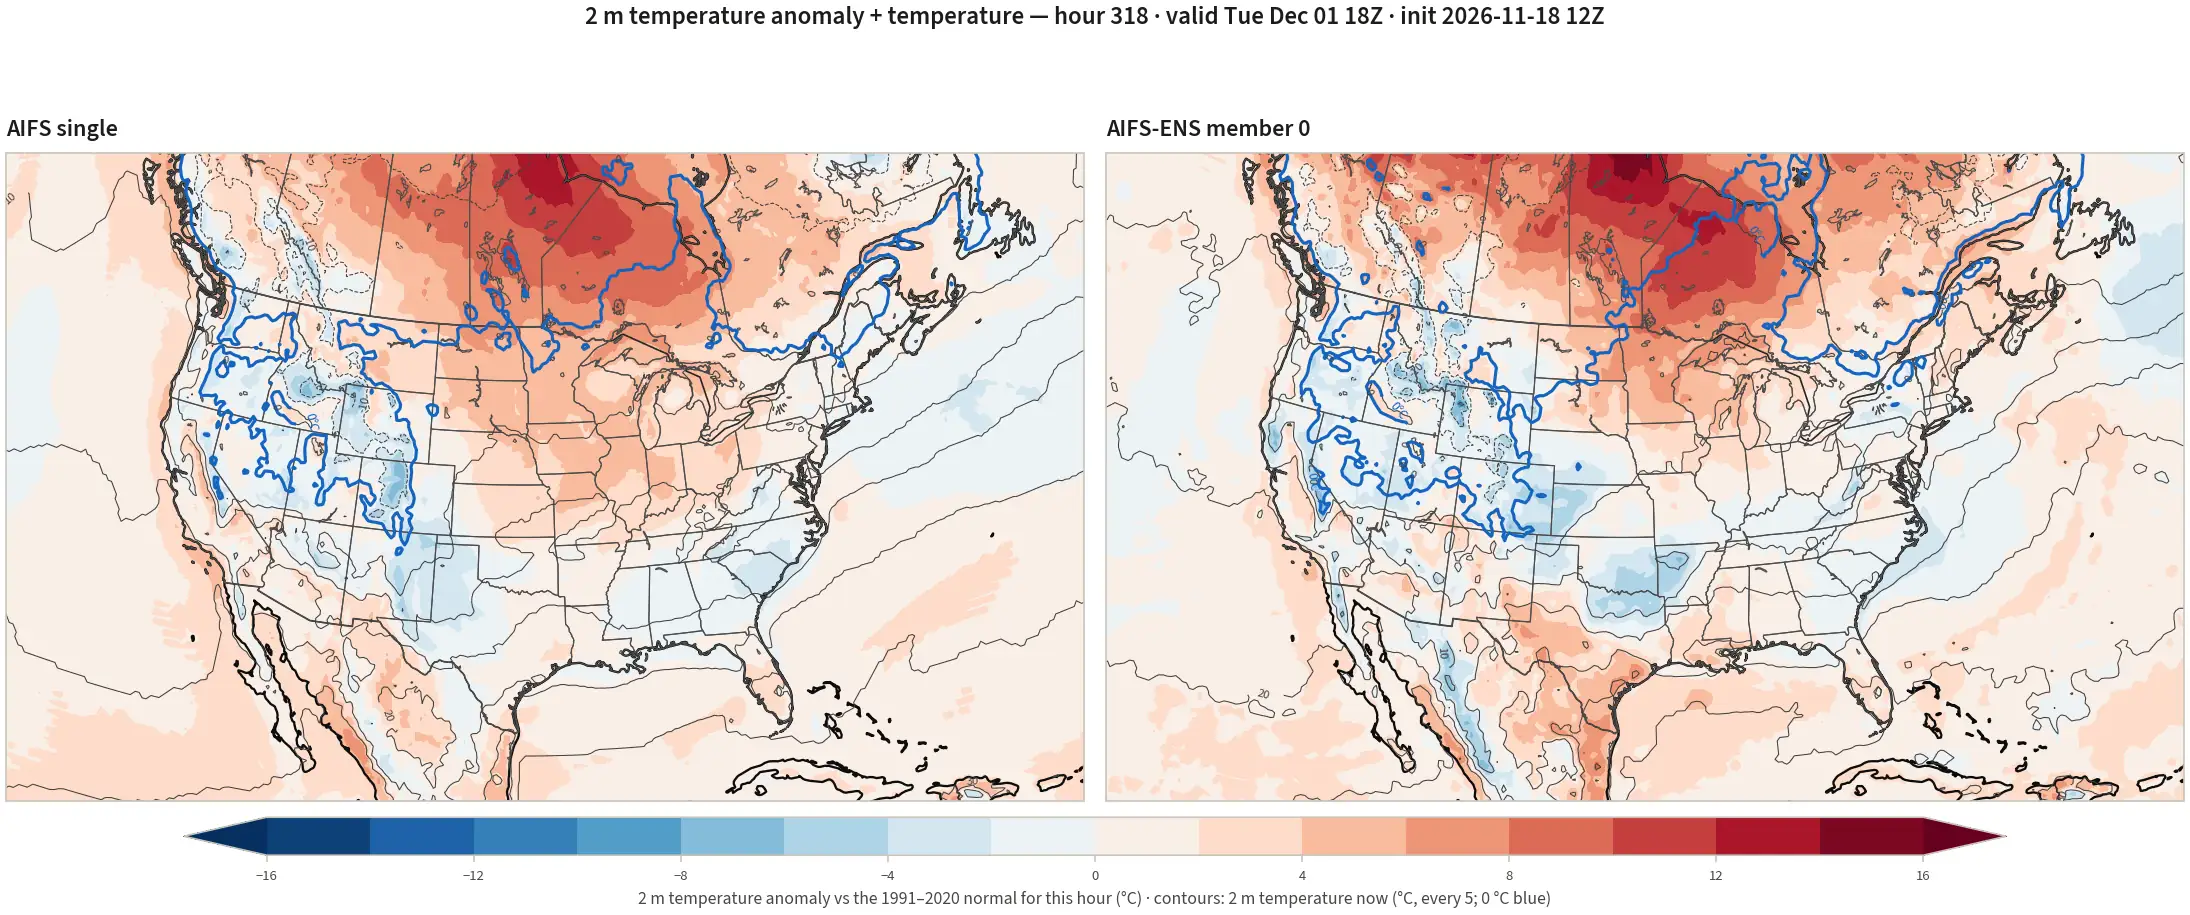 2 m temperature anomaly + temperature — hour 318 · valid Tue Dec 01 18Z · init 2026-11-18 12Z
AIFS single
AIFS-ENS member 0
−16 −12 −8 −4 0 4 8 12 16
2 m temperature anomaly vs the 1991–2020 normal for this hour (°C) · contours: 2 m temperature now (°C, every 5; 0 °C blue)